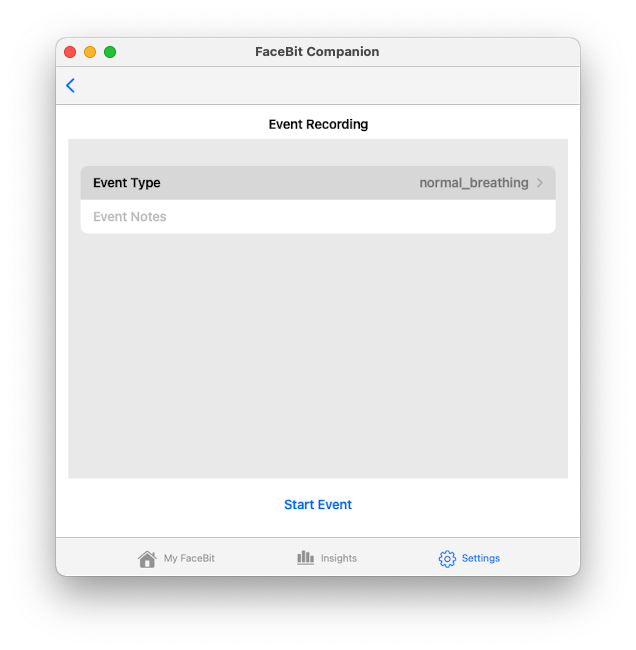 FaceBit Companion
Event Recording
Event Type normal_breathing
Event Notes
Start Event
My FaceBit Insights Settings